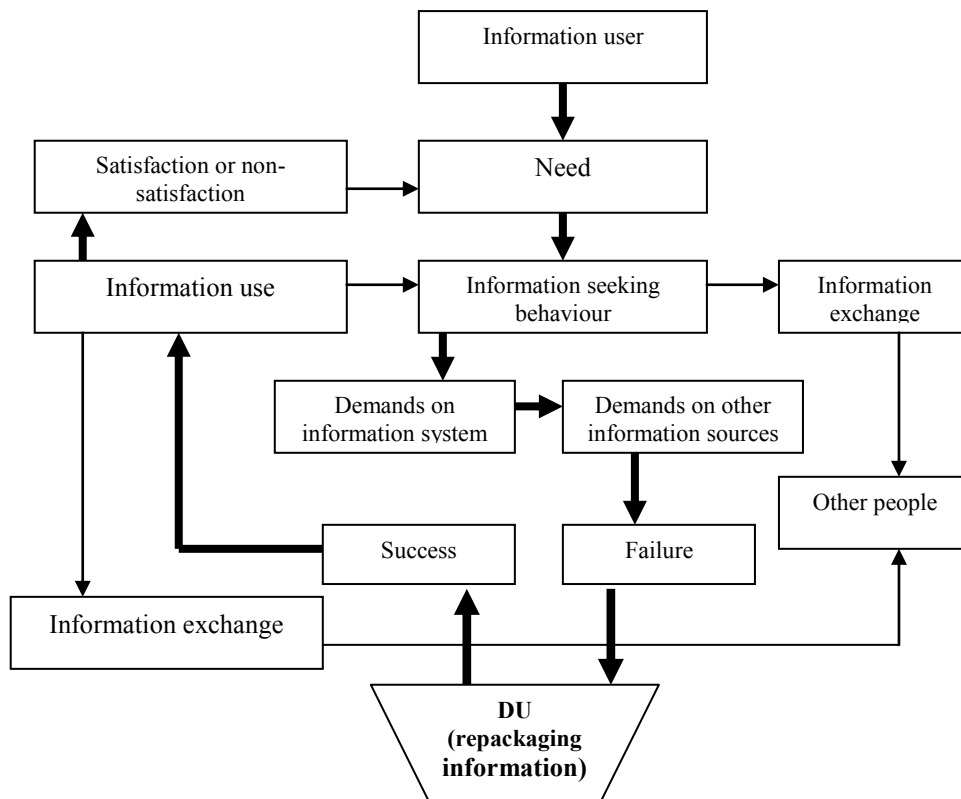 Information user
Satisfaction or non-
satisfaction
Need
Information use
Information seeking
behaviour
Information
exchange
Demands on
information system
Demands on other
information sources
Other people
Success
Failure
Information exchange
DU
(repackaging
information)